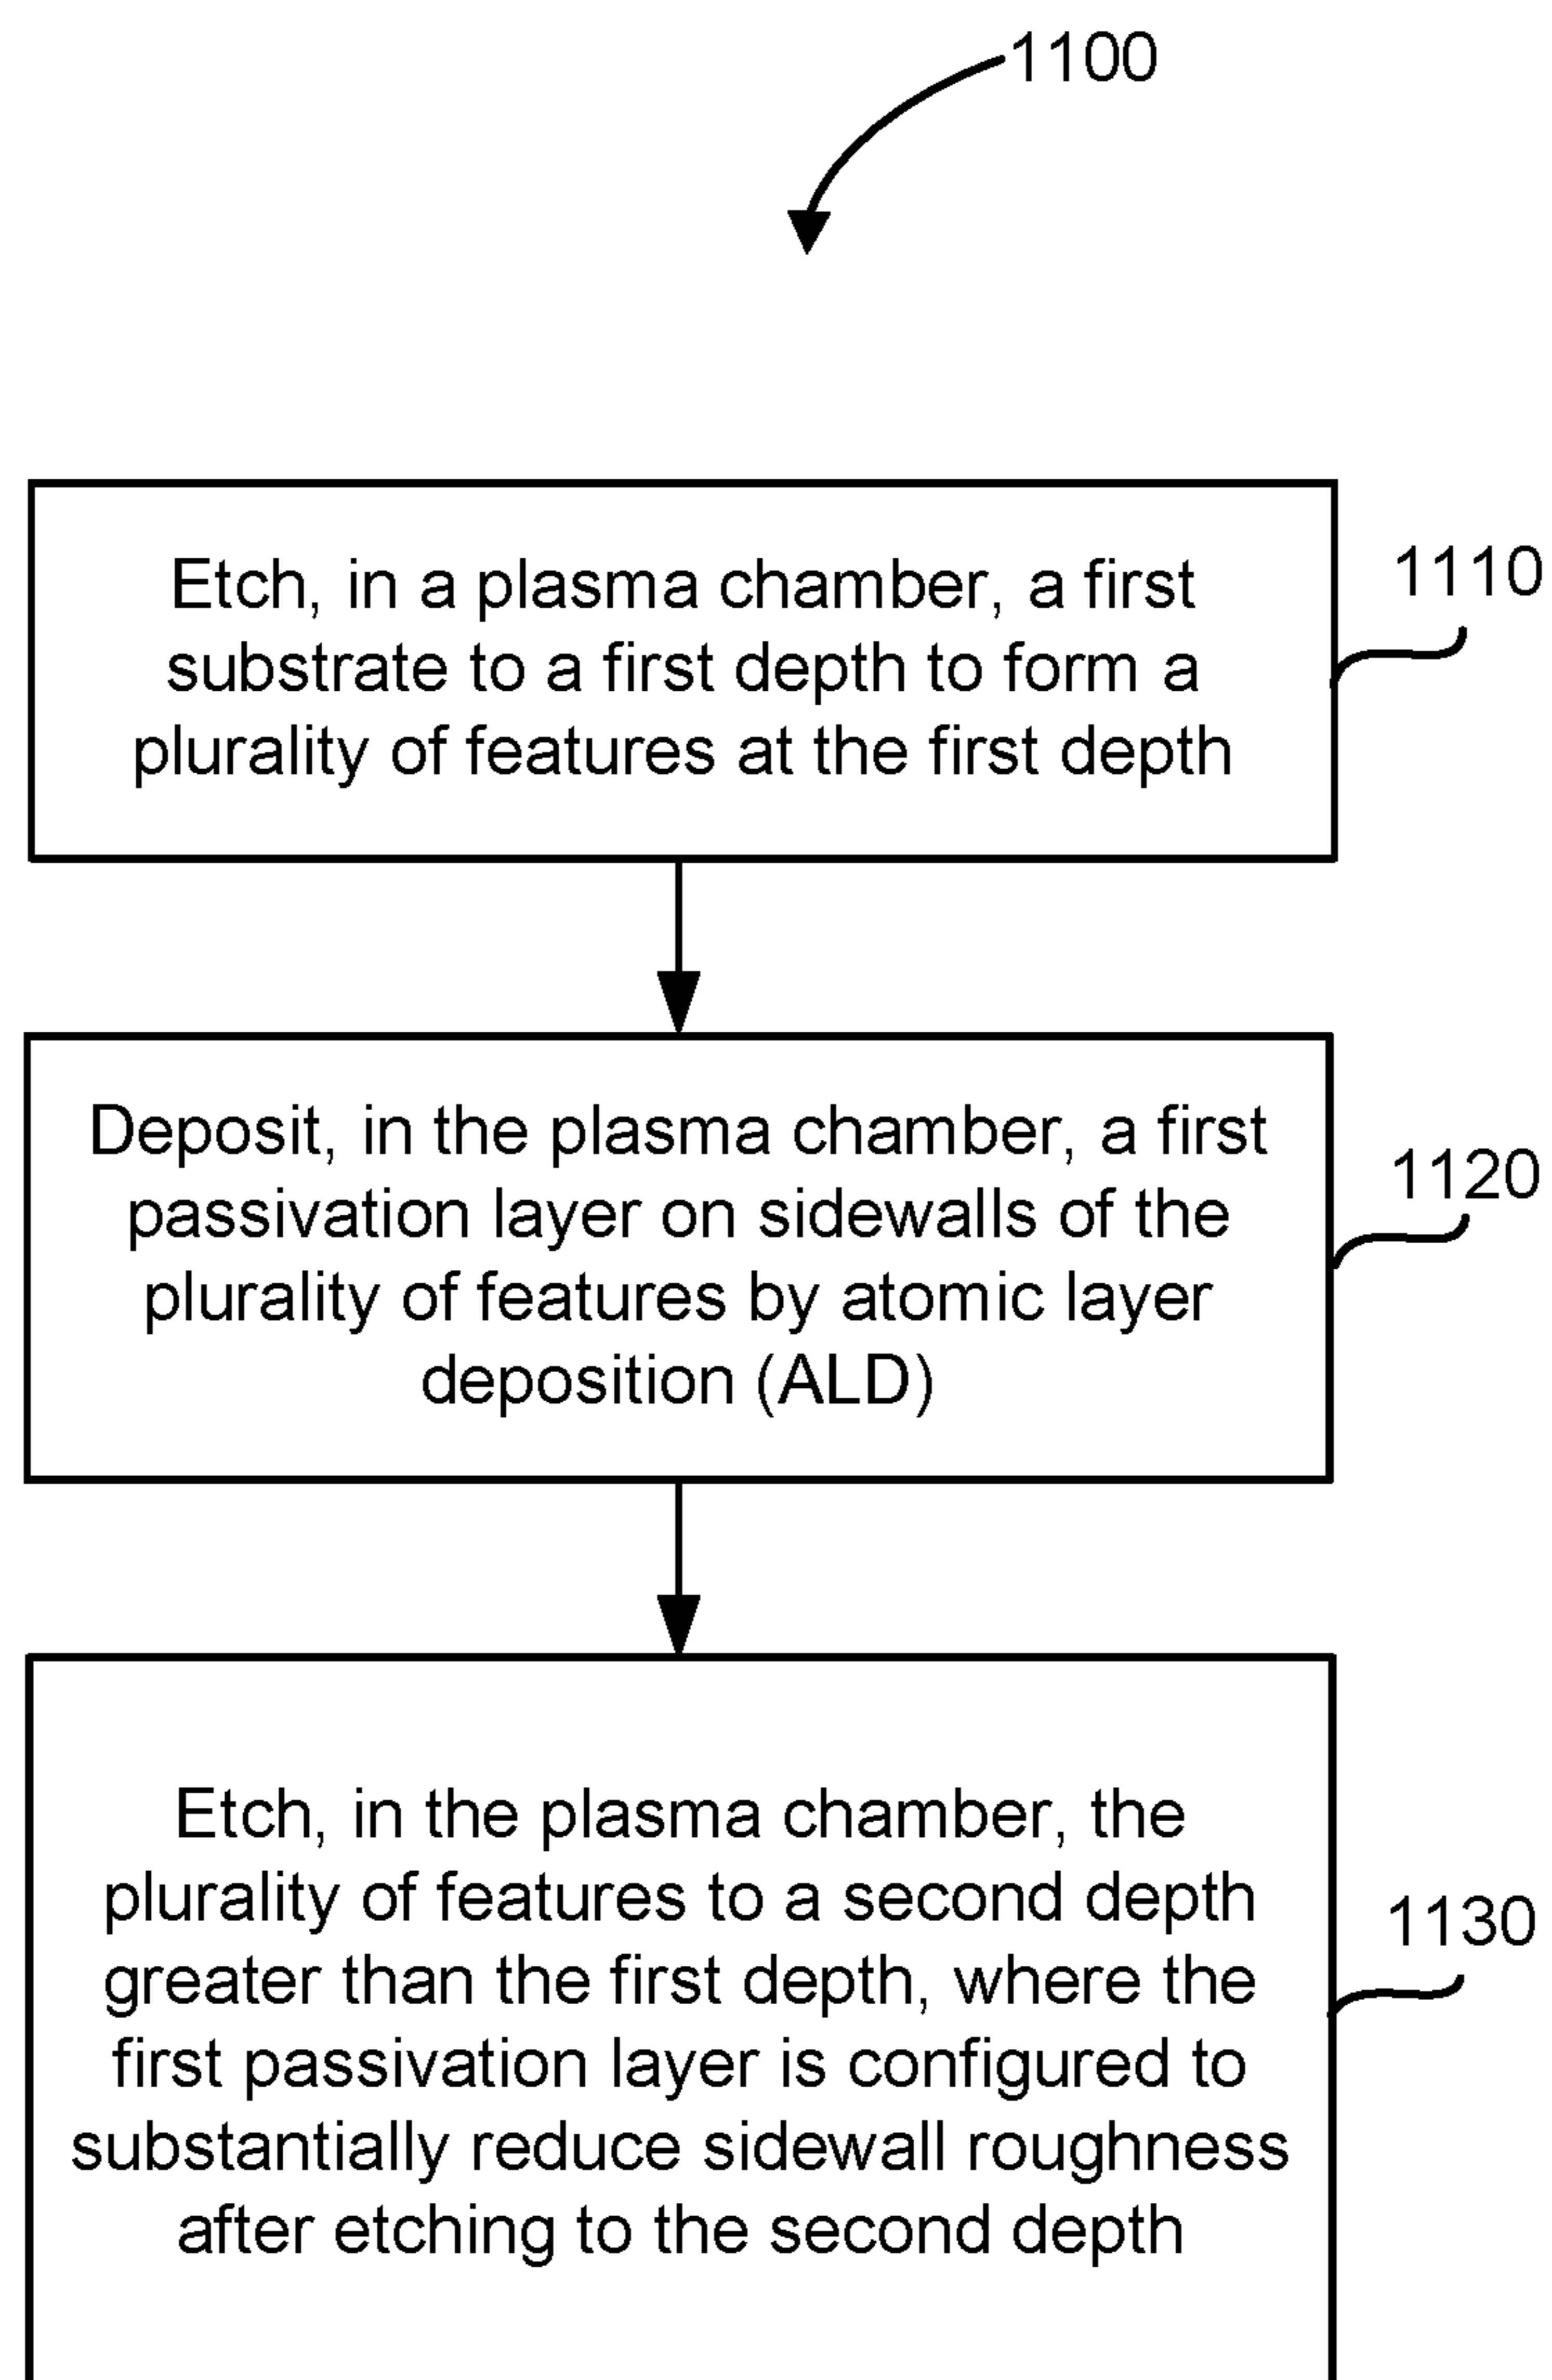 1100
Etch, in a plasma chamber, a first
substrate to a first depth to form a
plurality of features at the first depth
1110
Deposit, in the plasma chamber, a first
passivation layer on sidewalls of the
plurality of features by atomic layer
deposition (ALD)
1120
Etch, in the plasma chamber, the
plurality of features to a second depth
greater than the first depth, where the
first passivation layer is configured to
substantially reduce sidewall roughness
after etching to the second depth
1130